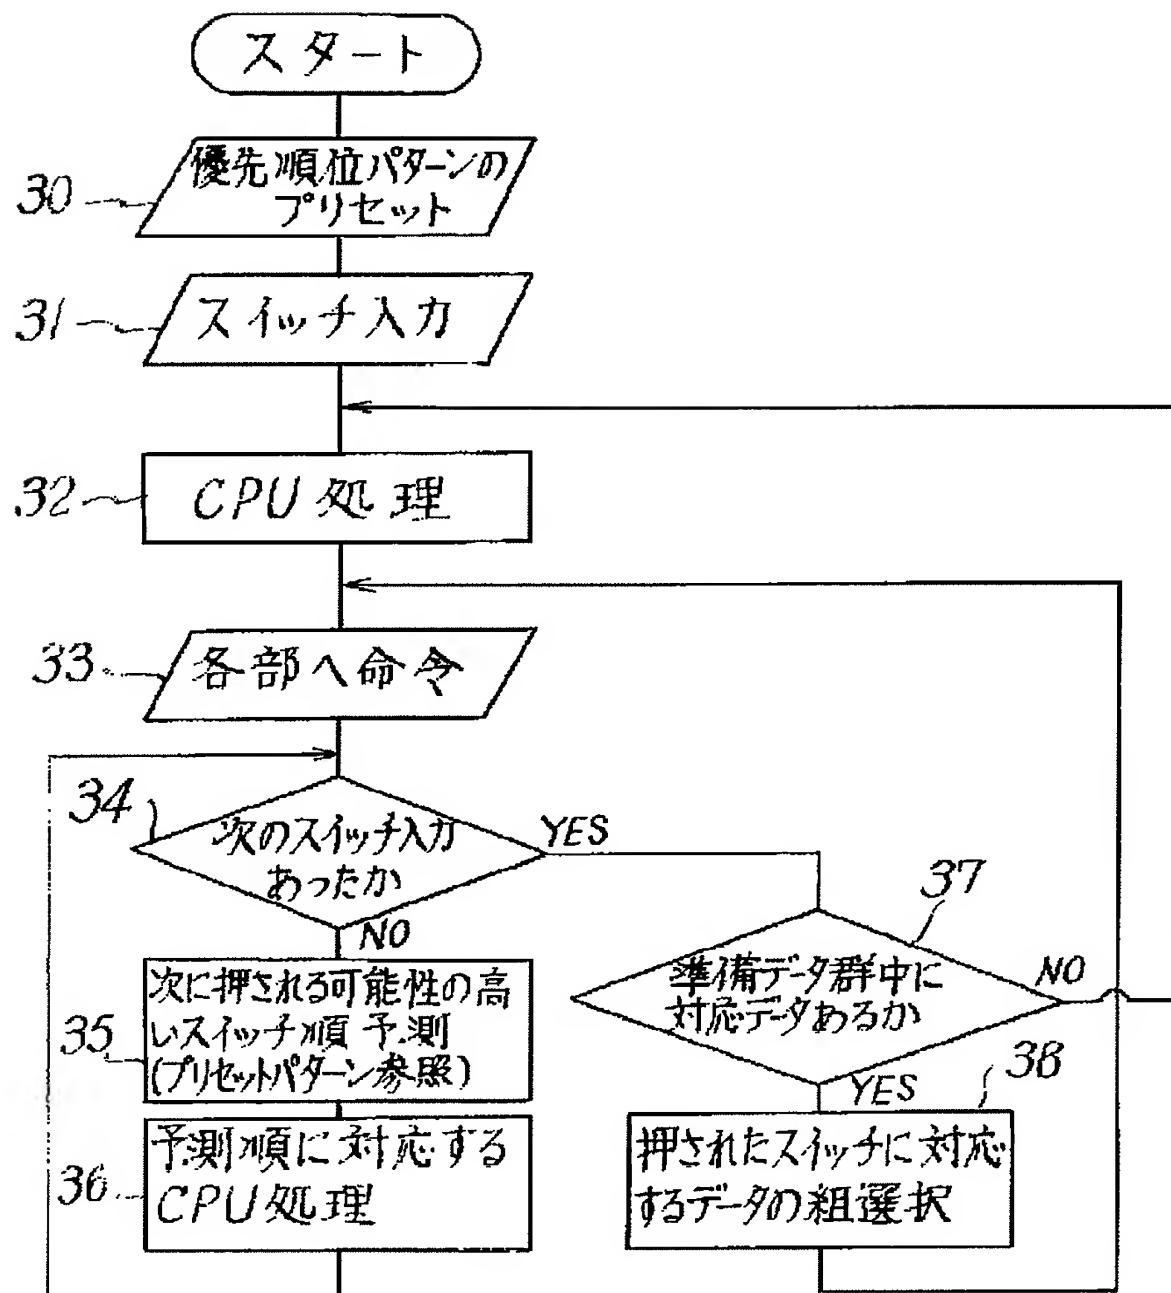 スタート
30
優先順位パターンの
プリセット
31
スイッチ入力
32
CPU処理
33
各部へ命令
34
次のスイッチ入力
あったか
YES
NO
37
準備データ群中に
対応データあるか
NO
YES
35
次に押される可能性の高
いスイッチ順予測
(プリセットパターン参照)
36
予測順に対応する
CPU処理
38
押されたスイッチに対応
するデータの組選択